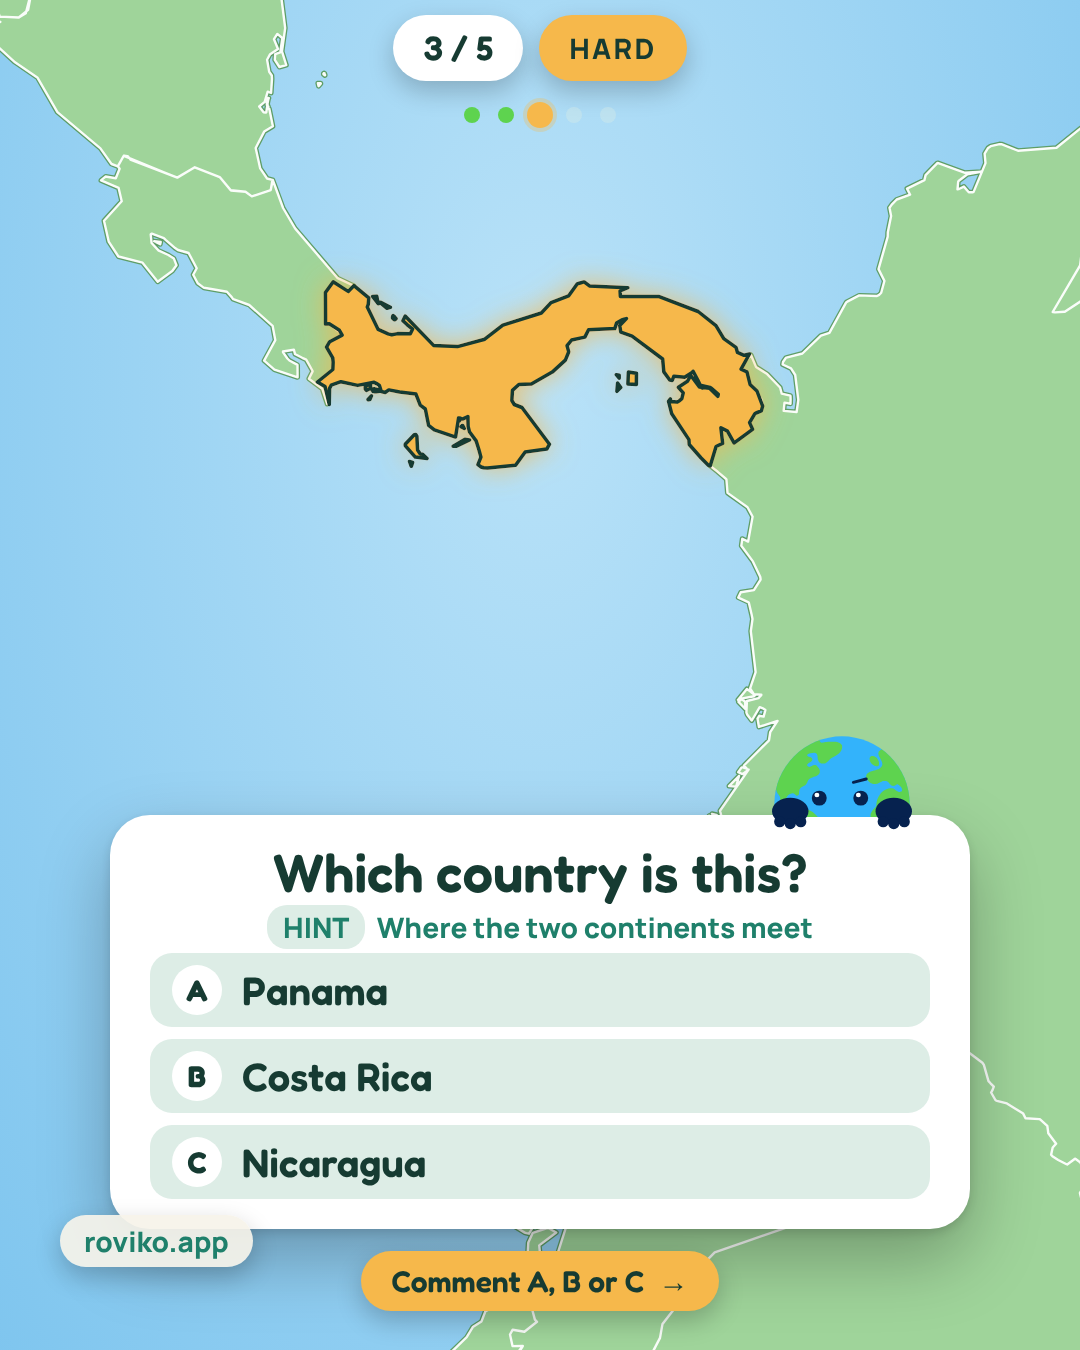 3 / 5
HARD
Which country is this?
HINT Where the two continents meet
A Panama
B Costa Rica
C Nicaragua
roviko.app
Comment A, B or C →